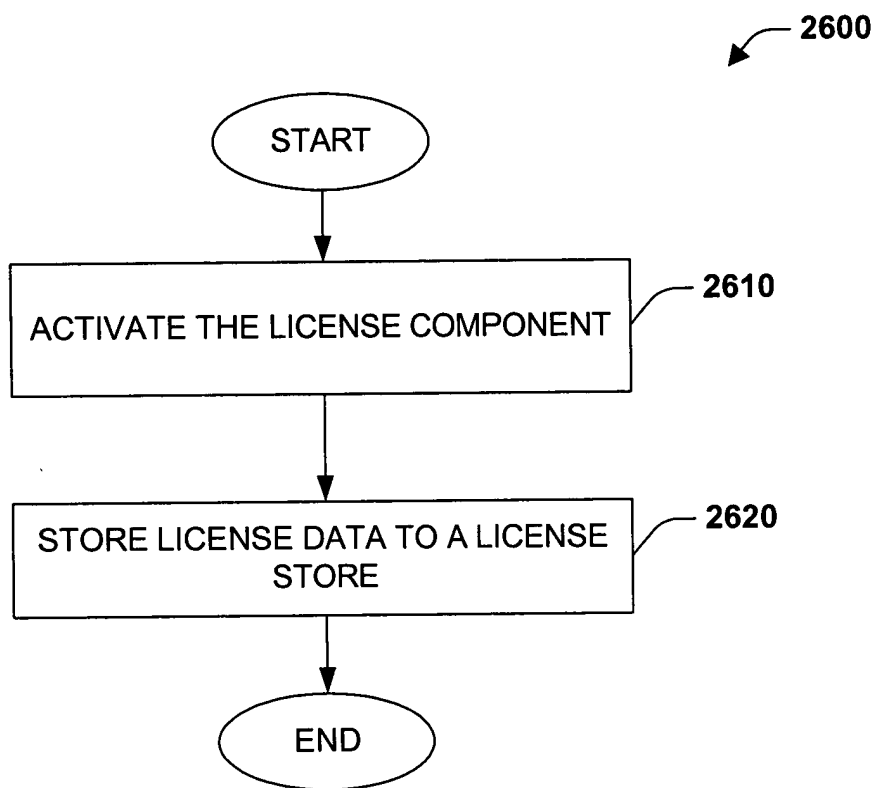 2600
START
ACTIVATE THE LICENSE COMPONENT
2610
STORE LICENSE DATA TO A LICENSE
STORE
2620
END